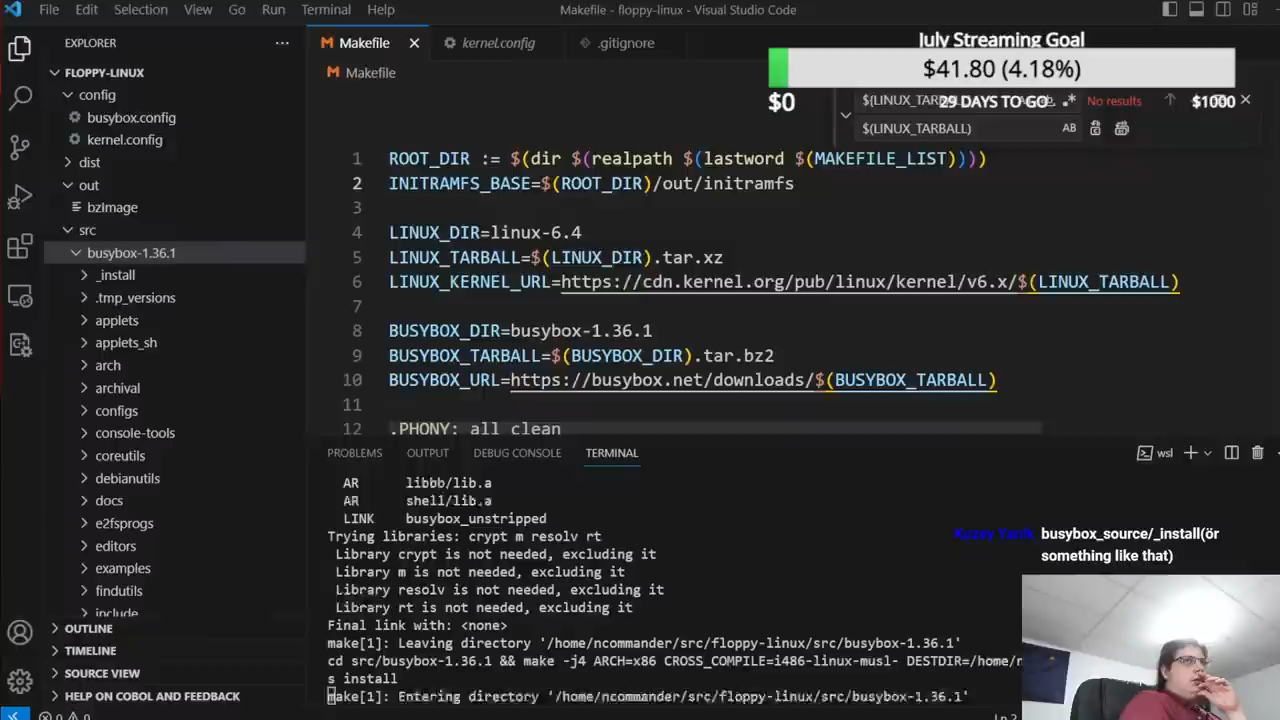 File Edit Selection View Go Run Terminal Help
Makefile - floppy-linux - Visual Studio Code
EXPLORER
Makefile
kernel.config
.gitignore
July Streaming Goal
$41.80 (4.18%)
$0
29 DAYS TO GO
$1000
FLOPPY-LINUX
Makefile
$(LINUX_TARBALL)
No results
$(LINUX_TARBALL)
AB
config
busybox.config
kernel.config
dist
out
bzImage
src
busybox-1.36.1
_install
.tmp_versions
applets
applets_sh
arch
archival
configs
console-tools
coreutils
debianutils
docs
e2fsprogs
editors
examples
findutils
include
OUTLINE
TIMELINE
SOURCE VIEW
HELP ON COBOL AND FEEDBACK
1 ROOT_DIR := $(dir $(realpath $(lastword $(MAKEFILE_LIST))))
2 INITRAMFS_BASE=$(ROOT_DIR)/out/initramfs
3
4 LINUX_DIR=linux-6.4
5 LINUX_TARBALL=$(LINUX_DIR).tar.xz
6 LINUX_KERNEL_URL=https://cdn.kernel.org/pub/linux/kernel/v6.x/$(LINUX_TARBALL)
7
8 BUSYBOX_DIR=busybox-1.36.1
9 BUSYBOX_TARBALL=$(BUSYBOX_DIR).tar.bz2
10 BUSYBOX_URL=https://busybox.net/downloads/$(BUSYBOX_TARBALL)
11
12 .PHONY: all clean
PROBLEMS OUTPUT DEBUG CONSOLE TERMINAL
wsl
AR libbb/lib.a
AR shell/lib.a
LINK busybox_unstripped
Trying libraries: crypt m resolv rt
Library crypt is not needed, excluding it
Library m is not needed, excluding it
Library resolv is not needed, excluding it
Library rt is not needed, excluding it
Final link with: <none>
make[1]: Leaving directory '/home/ncommander/src/floppy-linux/src/busybox-1.36.1'
cd src/busybox-1.36.1 && make -j4 ARCH=x86 CROSS_COMPILE=i486-linux-musl- DESTDIR=/home/n
s install
make[1]: Entering directory '/home/ncommander/src/floppy-linux/src/busybox-1.36.1'
Kuzey Yanik busybox_source/_install(ör
something like that)
0 0